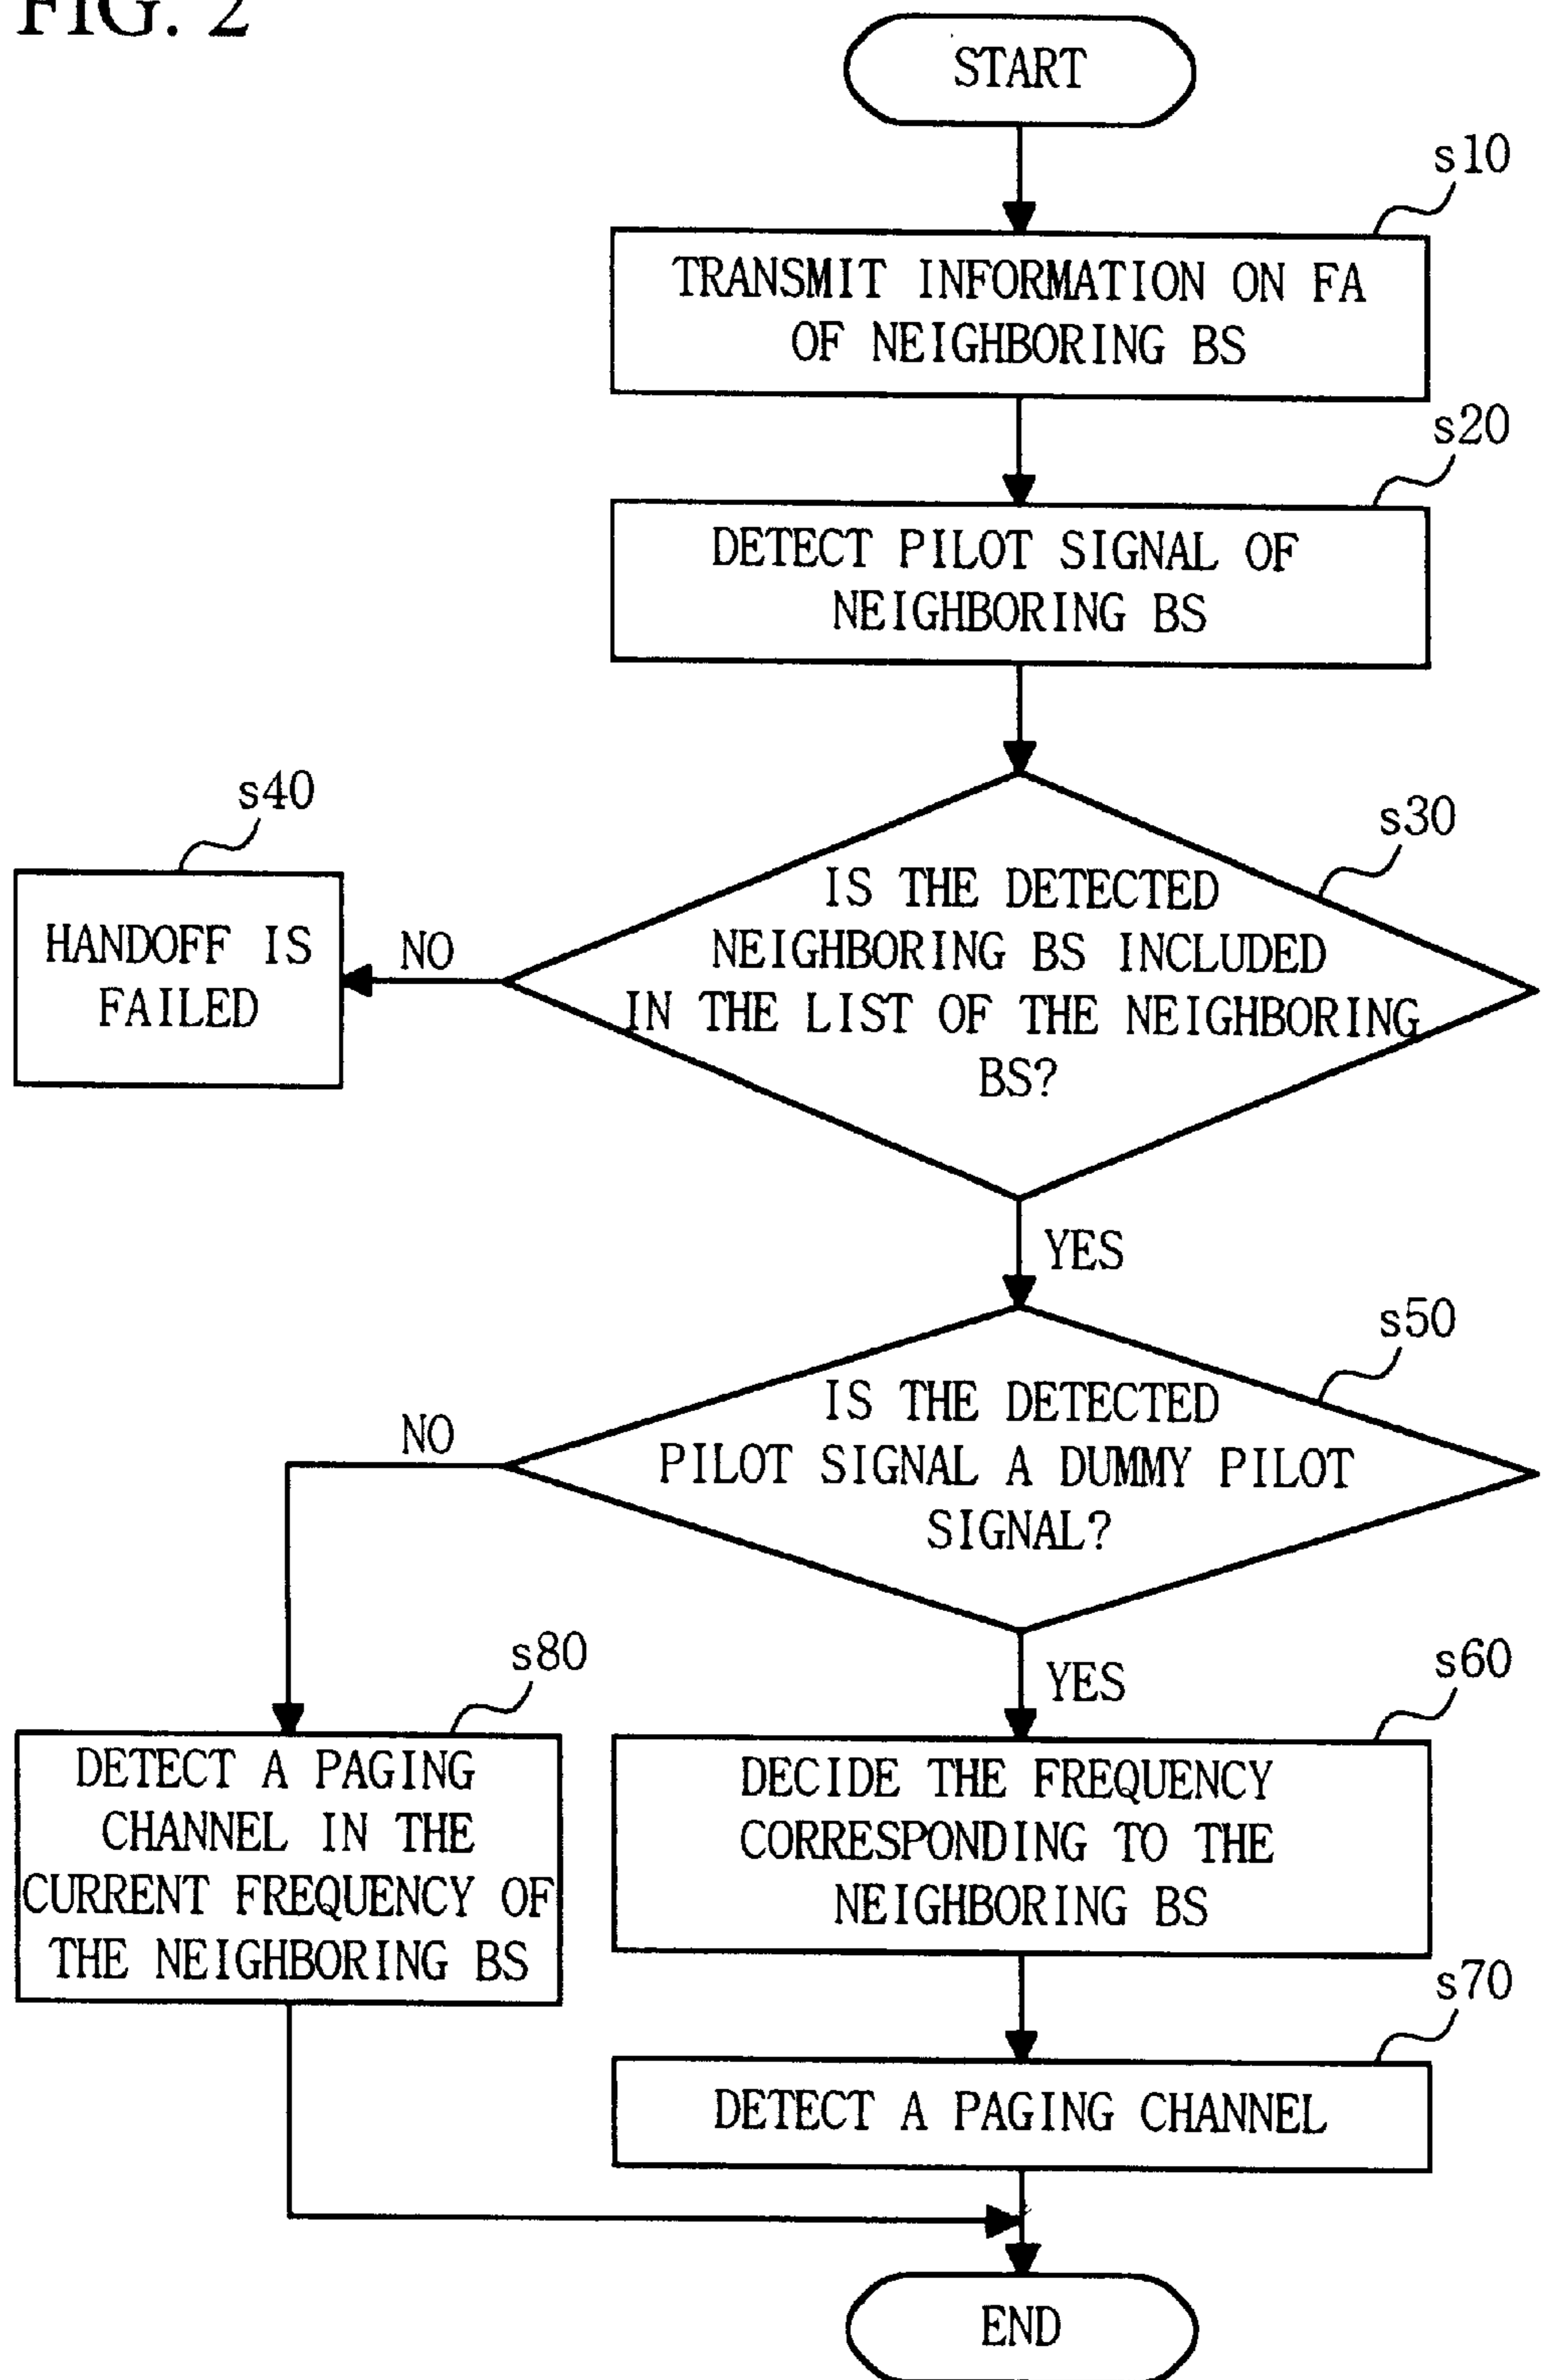 FIG. 2
START
s10
TRANSMIT INFORMATION ON FA
OF NEIGHBORING BS
s20
DETECT PILOT SIGNAL OF
NEIGHBORING BS
s30
IS THE DETECTED
NEIGHBORING BS INCLUDED
IN THE LIST OF THE NEIGHBORING
BS?
s40
NO
HANDOFF IS
FAILED
YES
s50
IS THE DETECTED
PILOT SIGNAL A DUMMY PILOT
SIGNAL?
NO
YES
s80
DETECT A PAGING
CHANNEL IN THE
CURRENT FREQUENCY OF
THE NEIGHBORING BS
s60
DECIDE THE FREQUENCY
CORRESPONDING TO THE
NEIGHBORING BS
s70
DETECT A PAGING CHANNEL
END